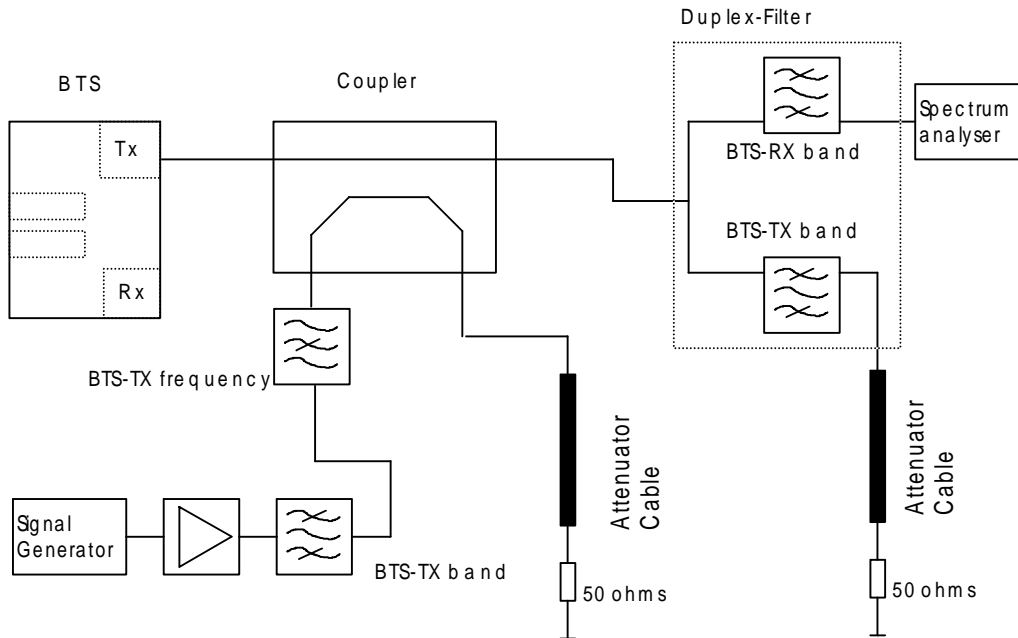 Duplex-Filter
BTS
Coupler
Tx
Spectrum
analyser
BTS-RX band
BTS-TX band
Rx
BTS-TX frequency
Attenuator
Cable
Attenuator
Cable
Signal
Generator
BTS-TX band
50 ohms
50 ohms